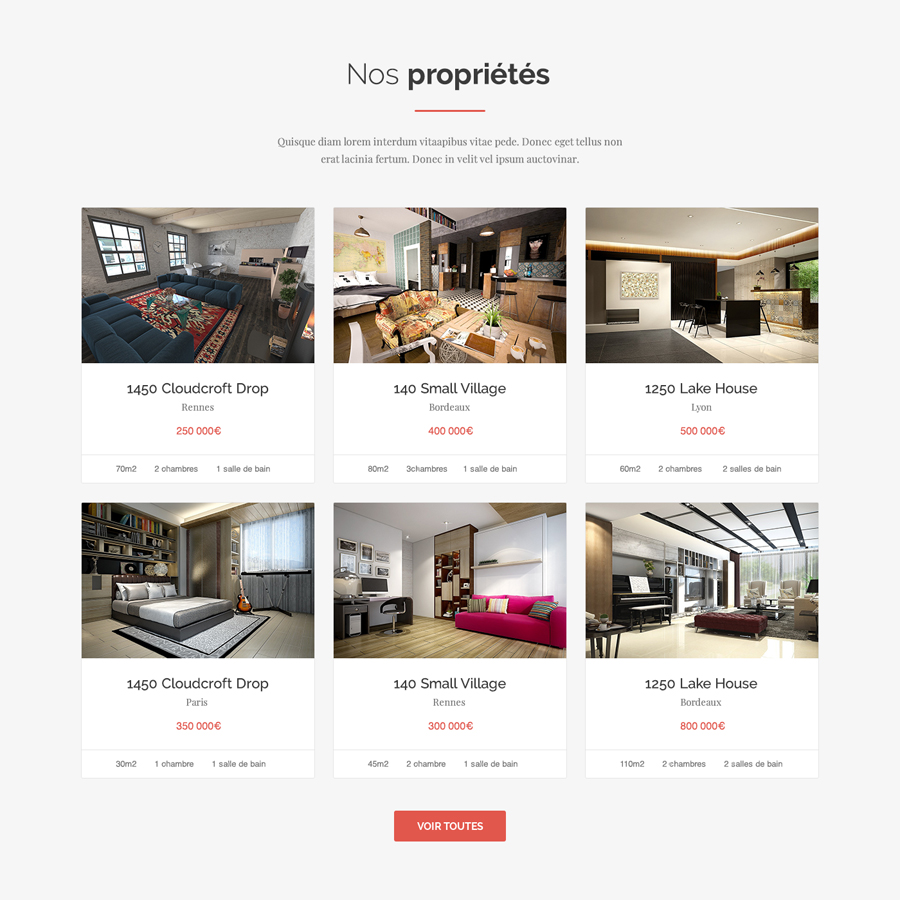 Nos propriétés
Quisque diam lorem interdum vitaapibus vitae pede. Donec eget tellus non
erat lacinia fertum. Donec in velit vel ipsum auctovinar.
1450 Cloudcroft Drop
Rennes
250 000€
70m2 2 chambres 1 salle de bain
140 Small Village
Bordeaux
400 000€
80m2 3chambres 1 salle de bain
1250 Lake House
Lyon
500 000€
60m2 2 chambres 2 salles de bain
1450 Cloudcroft Drop
Paris
350 000€
30m2 1 chambre 1 salle de bain
140 Small Village
Rennes
300 000€
45m2 2 chambre 1 salle de bain
1250 Lake House
Bordeaux
800 000€
110m2 2 chambres 2 salles de bain
VOIR TOUTES